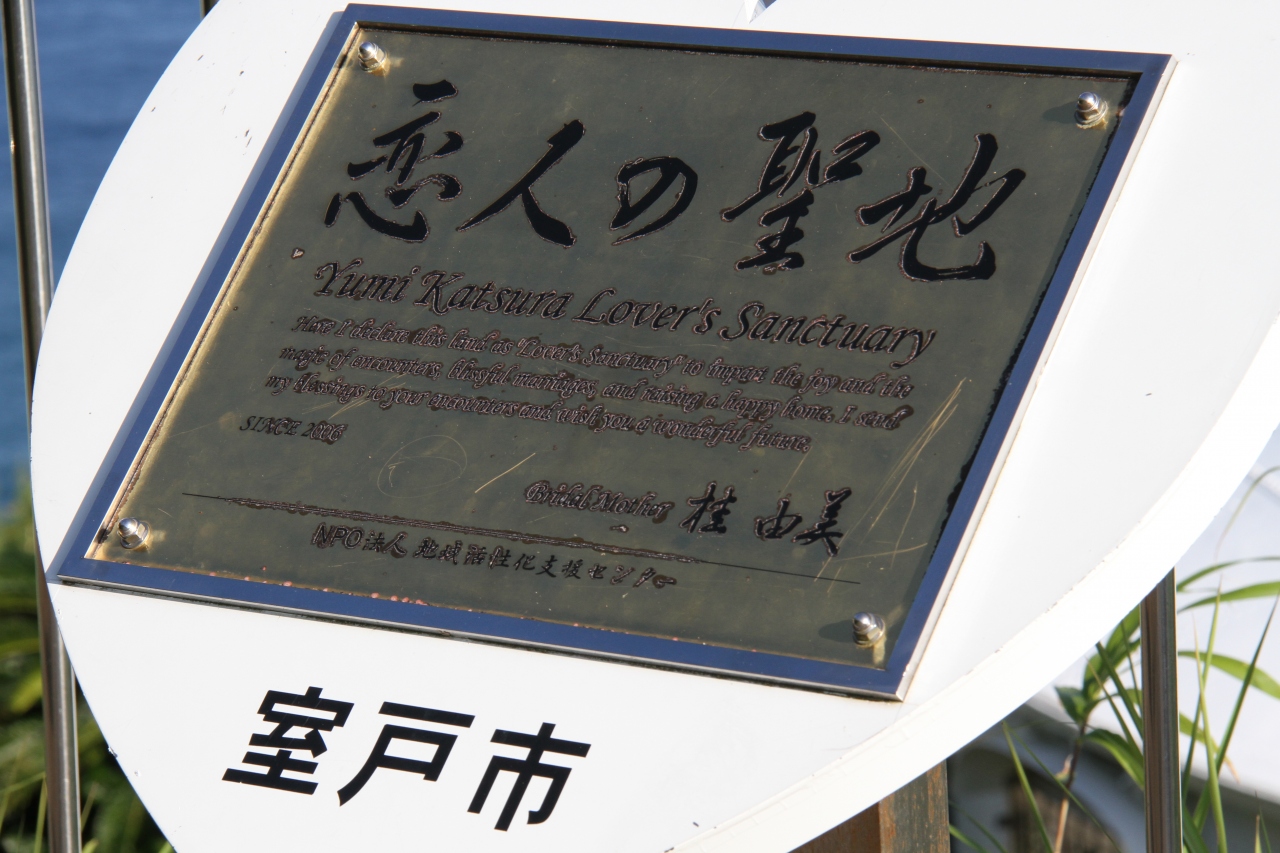 恋人の聖地
Yumi Katsura Lover's Sanctuary
Here I declare this land as 'Lover's Sanctuary' to impart the joy and the
magic of encounters, blissful marriages, and raising a happy home. I send
my blessings to your encounters and wish you a wonderful future.
SINCE 2006
Bridal Mother 桂 由美
NPO法人 地域活性化支援センター
室戸市